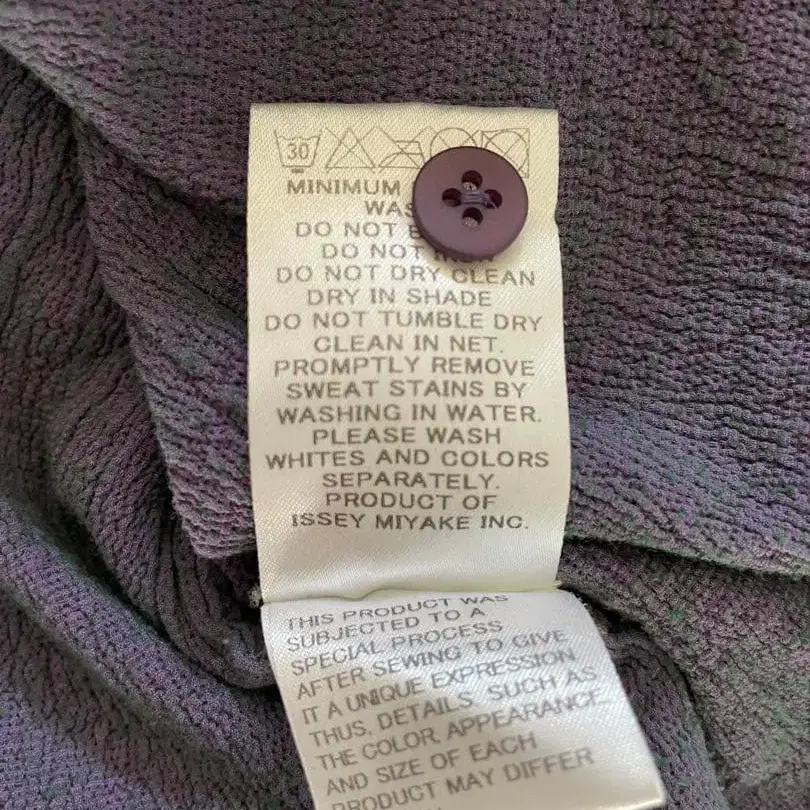 30
MINIMUM
DO NOT
DO NOT
DO NOT DRY CLEAN
DRY IN SHADE
DO NOT TUMBLE DRY
CLEAN IN NET.
PROMPTLY REMOVE
SWEAT STAINS BY
WASHING IN WATER.
PLEASE WASH
WHITES AND COLORS
SEPARATELY.
PRODUCT OF
ISSEY MIYAKE INC.
THIS PRODUCT WAS
SUBJECTED TO A
SPECIAL PROCESS
AFTER SEWING TO GIVE
IT A UNIQUE EXPRESSION
THUS, DETAILS, SUCH AS
THE COLOR, APPEARANCE
AND SIZE OF EACH
PRODUCT MAY DIFFER